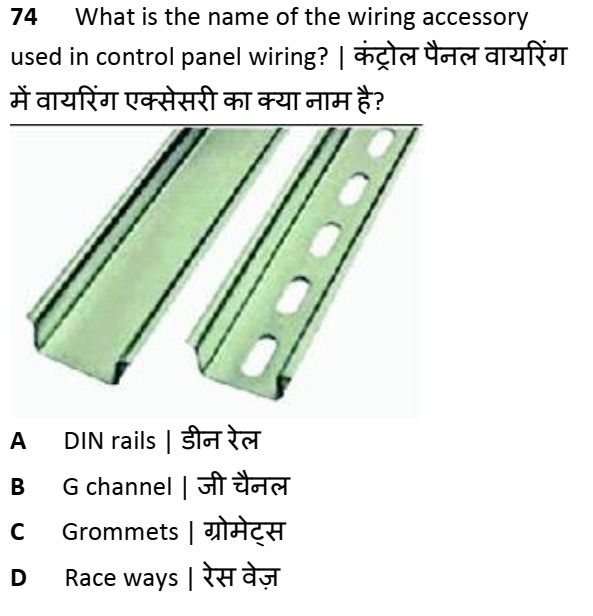 74 What is the name of the wiring accessory
used in control panel wiring? | कंट्रोल पैनल वायरिंग
में वायरिंग एक्सेसरी का क्या नाम है?
A DIN rails | डीन रेल
B G channel | जी चैनल
C Grommets | ग्रोमेट्स
D Race ways | रेस वेज़